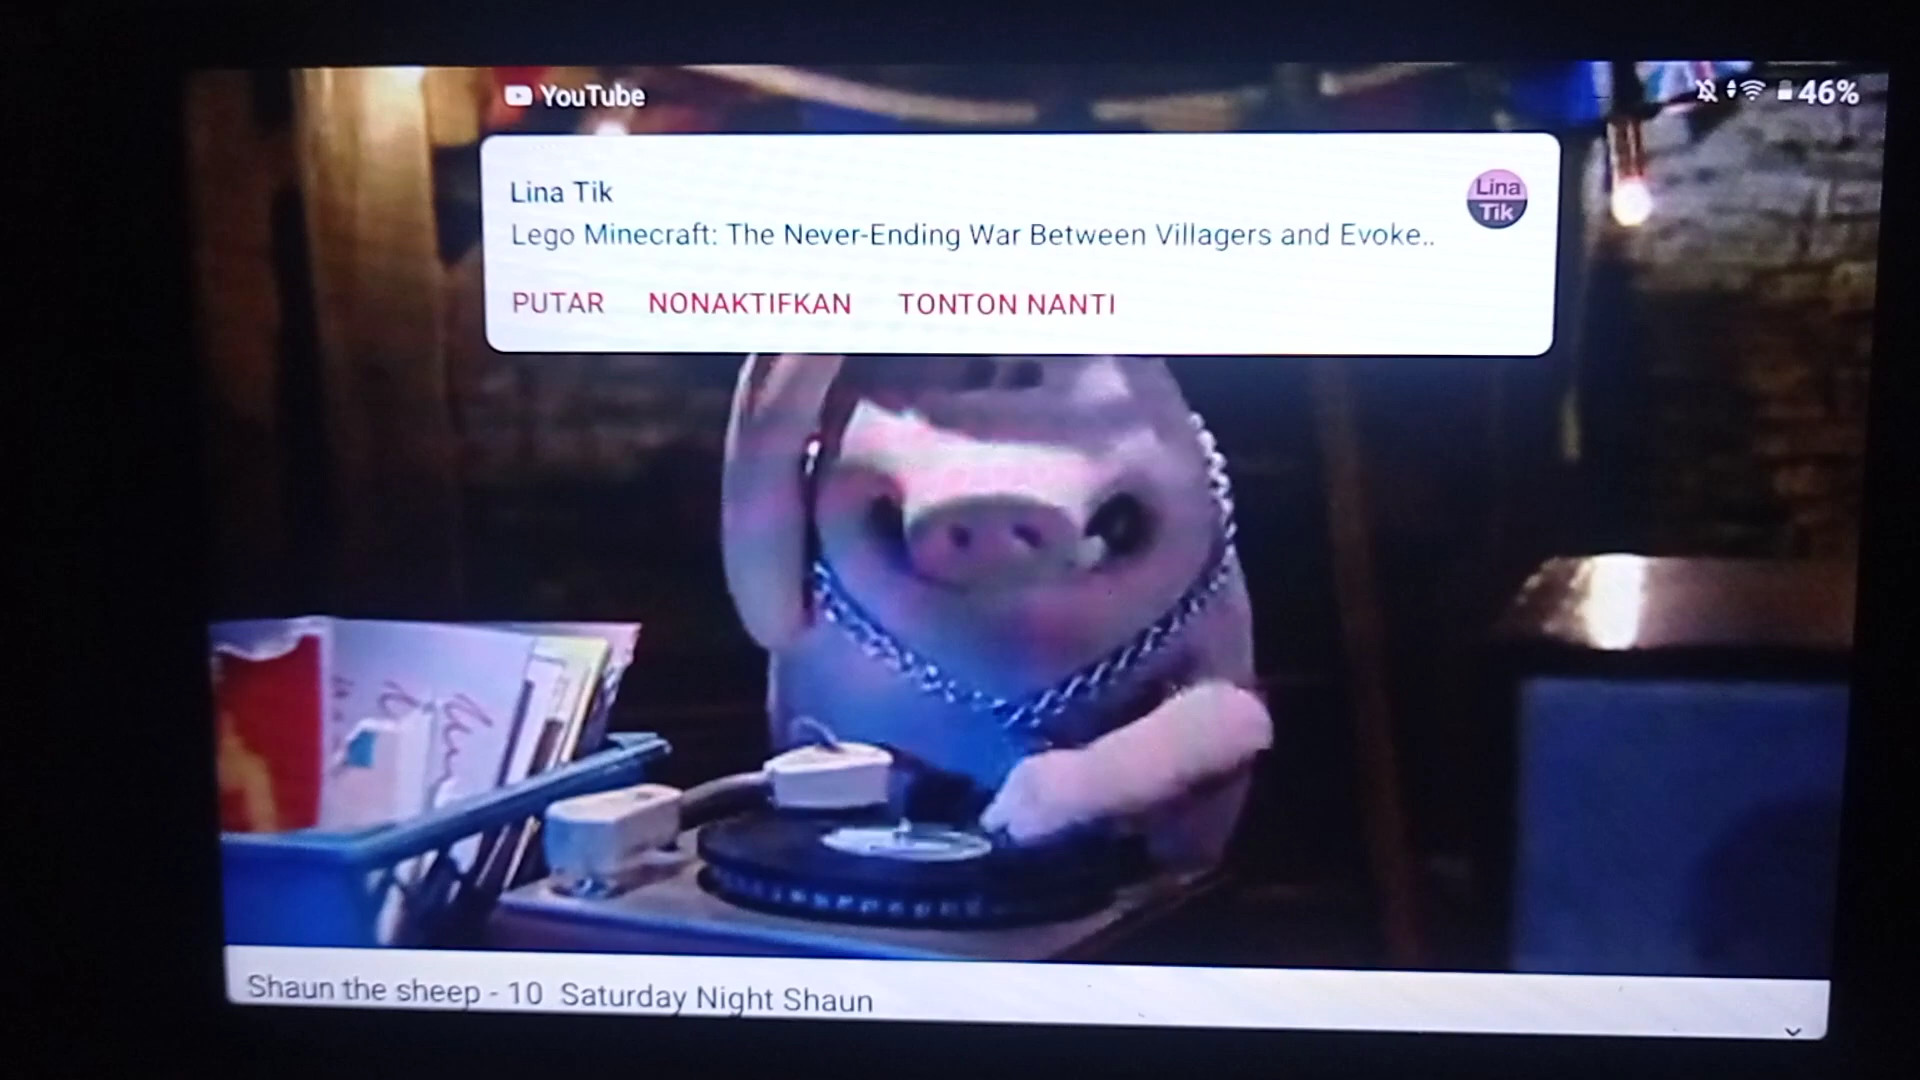 YouTube
46%
Lina Tik
Lina
Tik
Lego Minecraft: The Never-Ending War Between Villagers and Evoke..
PUTAR NONAKTIFKAN TONTON NANTI
Shaun the sheep - 10 Saturday Night Shaun